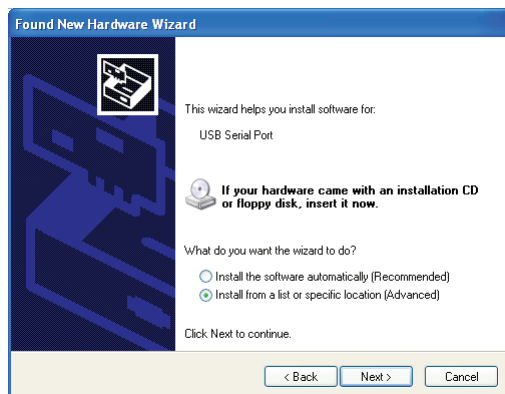 Found New Hardware Wizard
This wizard helps you install software for:
USB Serial Port
If your hardware came with an installation CD
or floppy disk, insert it now.
What do you want the wizard to do?
Install the software automatically (Recommended)
Install from a list or specific location (Advanced)
Click Next to continue.
< Back
Next >
Cancel